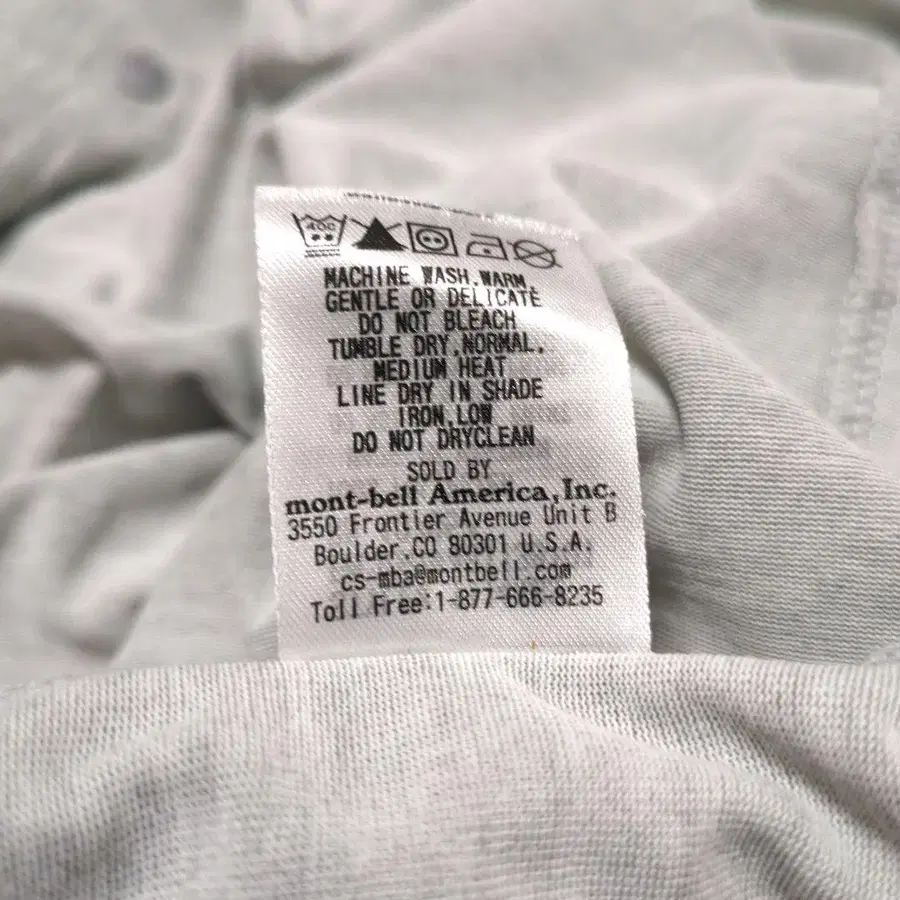 40C
MACHINE WASH,WARM
GENTLE OR DELICATE
DO NOT BLEACH
TUMBLE DRY,NORMAL,
MEDIUM HEAT
LINE DRY IN SHADE
IRON,LOW
DO NOT DRYCLEAN
SOLD BY
mont-bell America,Inc.
3550 Frontier Avenue Unit B
Boulder,CO 80301 U.S.A.
cs-mba@montbell.com
Toll Free:1-877-666-8235